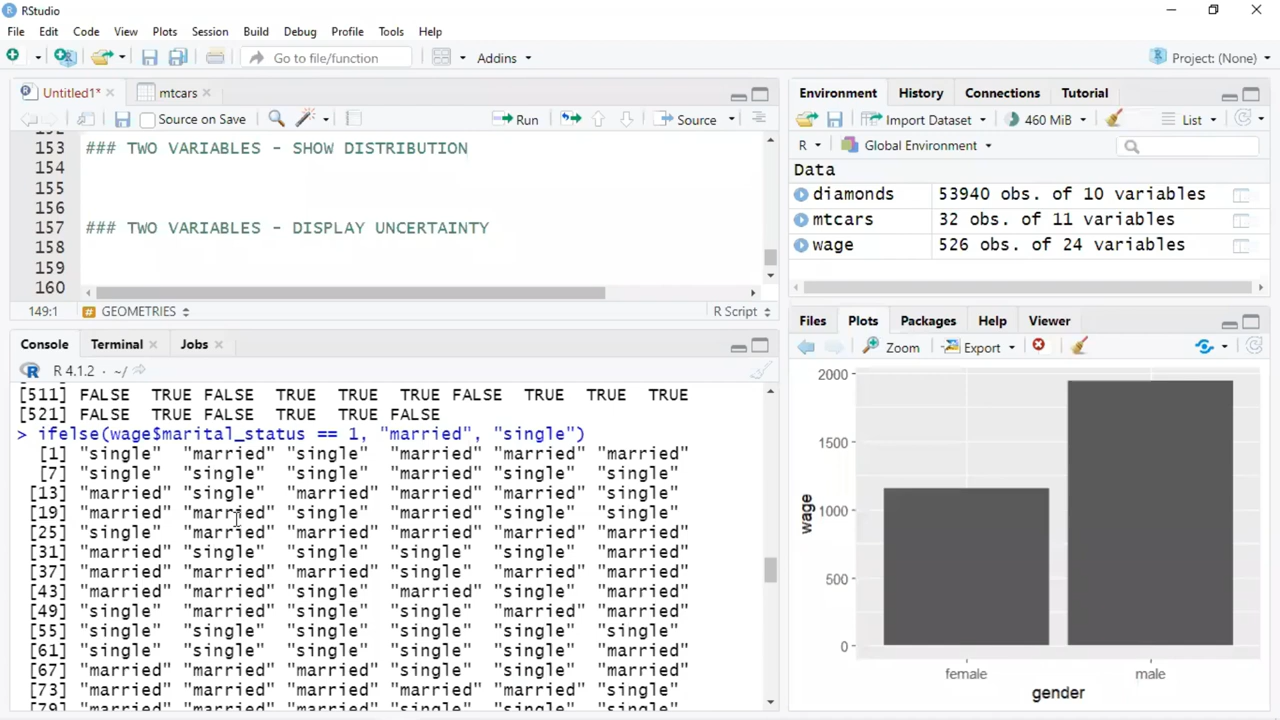 RStudio
File Edit Code View Plots Session Build Debug Profile Tools Help
Go to file/function Addins Project: (None)
Untitled1* mtcars
Source on Save Run Source
153 ### TWO VARIABLES - SHOW DISTRIBUTION
154
155
156
157 ### TWO VARIABLES - DISPLAY UNCERTAINTY
158
159
160
149:1 # GEOMETRIES R Script
Console Terminal Jobs
R 4.1.2 · ~/
[511] FALSE TRUE FALSE TRUE TRUE TRUE FALSE TRUE TRUE TRUE
[521] FALSE TRUE FALSE TRUE TRUE FALSE
> ifelse(wage$marital_status == 1, "married", "single")
[1] "single" "married" "single" "married" "married" "married"
[7] "single" "single" "single" "married" "single" "single"
[13] "married" "single" "married" "married" "married" "single"
[19] "married" "married" "single" "married" "single" "single"
[25] "single" "married" "married" "married" "married" "married"
[31] "married" "single" "single" "single" "single" "married"
[37] "married" "married" "married" "single" "married" "married"
[43] "married" "married" "single" "married" "single" "married"
[49] "single" "married" "single" "single" "married" "married"
[55] "single" "single" "single" "married" "single" "single"
[61] "single" "single" "married" "single" "single" "married"
[67] "married" "married" "married" "single" "married" "married"
[73] "married" "married" "married" "married" "married" "single"
[79] "married" "married" "single" "single" "single" "single"
Environment History Connections Tutorial
Import Dataset 460 MiB List
R Global Environment
Data
diamonds 53940 obs. of 10 variables
mtcars 32 obs. of 11 variables
wage 526 obs. of 24 variables
Files Plots Packages Help Viewer
Zoom Export
2000
1500
1000
500
0
wage
female male
gender